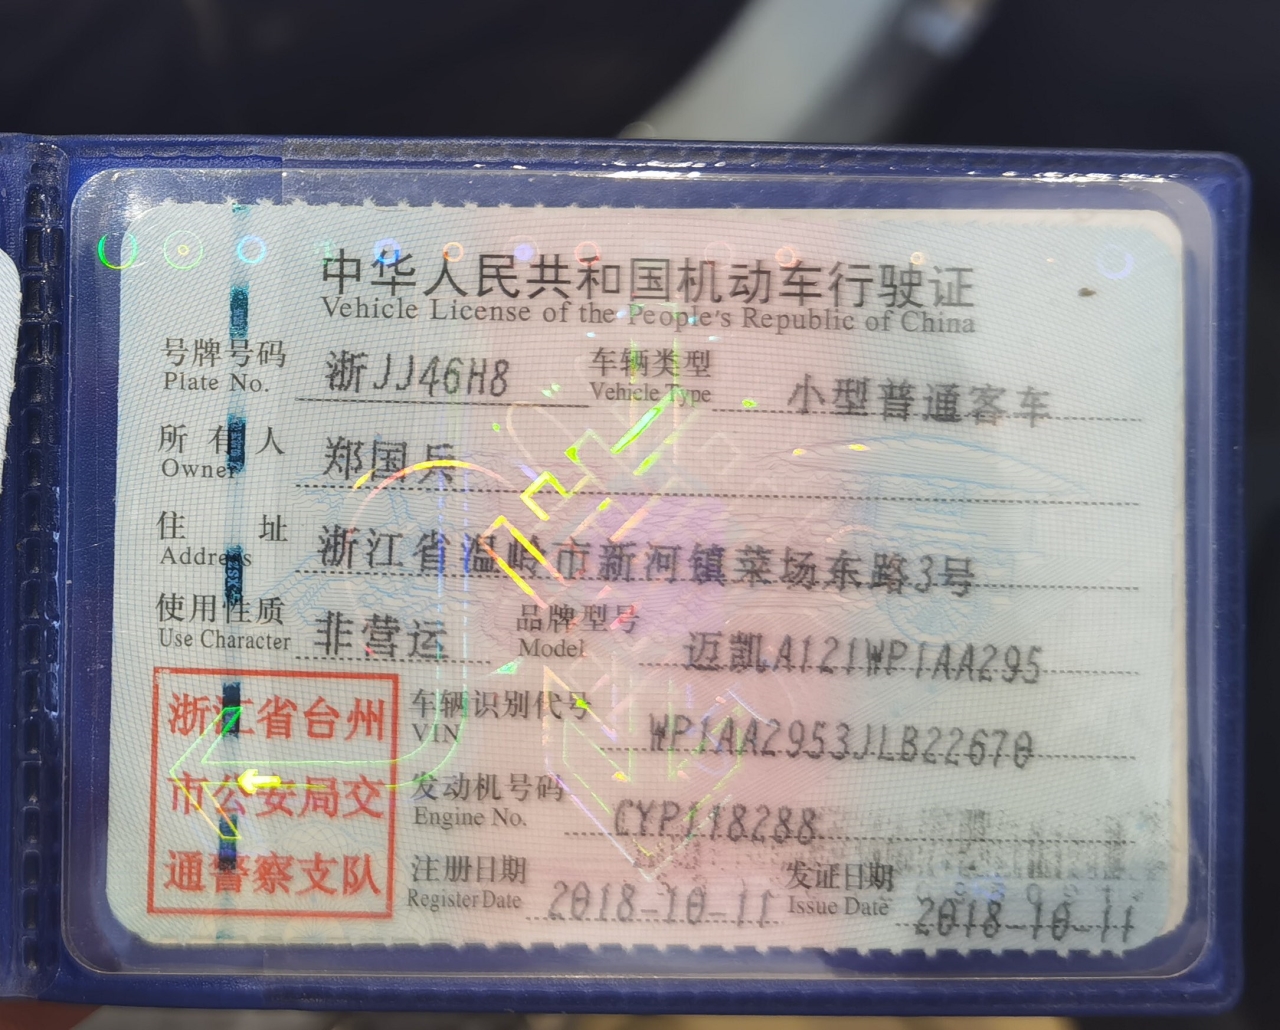 中华人民共和国机动车行驶证
Vehicle License of the People's Republic of China
号牌号码 浙JJ46H8 车辆类型 小型普通客车
Plate No. Vehicle Type
所有人 郑国兵
Owner
住址 浙江省温岭市新河镇菜场东路3号
Address
使用性质 非营运 品牌型号 迈凯A121WP1AA295
Use Character Model
浙江省台州
市公安局交
通警察支队
车辆识别代号 WP1AA2953JLB22670
VIN
发动机号码 CYP118288
Engine No.
注册日期 2018-10-11 发证日期 2018-10-11
Register Date Issue Date